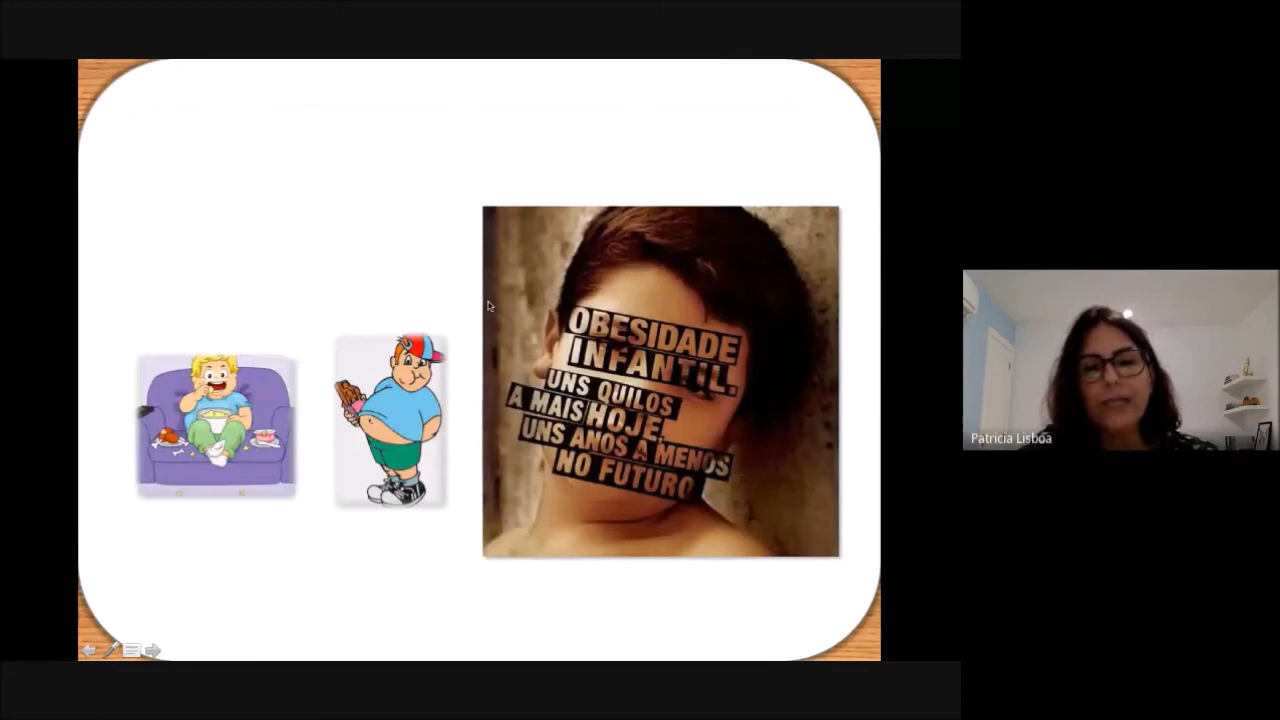 OBESIDADE
INFANTIL.
UNS QUILOS
A MAIS HOJE,
UNS ANOS A MENOS
NO FUTURO
Patricia Lisboa